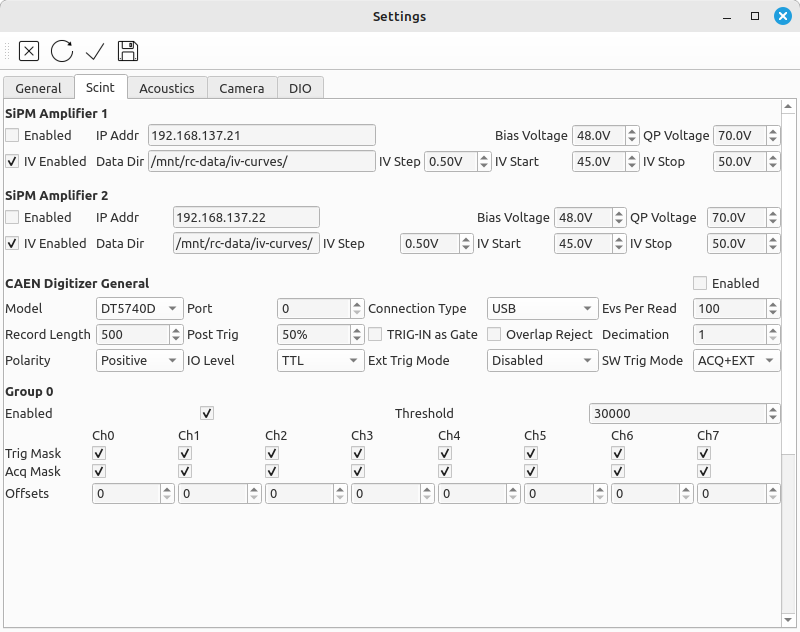 Settings
General Scint Acoustics Camera DIO
SiPM Amplifier 1
Enabled IP Addr 192.168.137.21 Bias Voltage 48.0V QP Voltage 70.0V
IV Enabled Data Dir /mnt/rc-data/iv-curves/ IV Step 0.50V IV Start 45.0V IV Stop 50.0V
SiPM Amplifier 2
Enabled IP Addr 192.168.137.22 Bias Voltage 48.0V QP Voltage 70.0V
IV Enabled Data Dir /mnt/rc-data/iv-curves/ IV Step 0.50V IV Start 45.0V IV Stop 50.0V
CAEN Digitizer General Enabled
Model DT5740D Port 0 Connection Type USB Evs Per Read 100
Record Length 500 Post Trig 50% TRIG-IN as Gate Overlap Reject Decimation 1
Polarity Positive IO Level TTL Ext Trig Mode Disabled SW Trig Mode ACQ+EXT
Group 0
Enabled Threshold 30000
Ch0 Ch1 Ch2 Ch3 Ch4 Ch5 Ch6 Ch7
Trig Mask
Acq Mask
Offsets 0 0 0 0 0 0 0 0